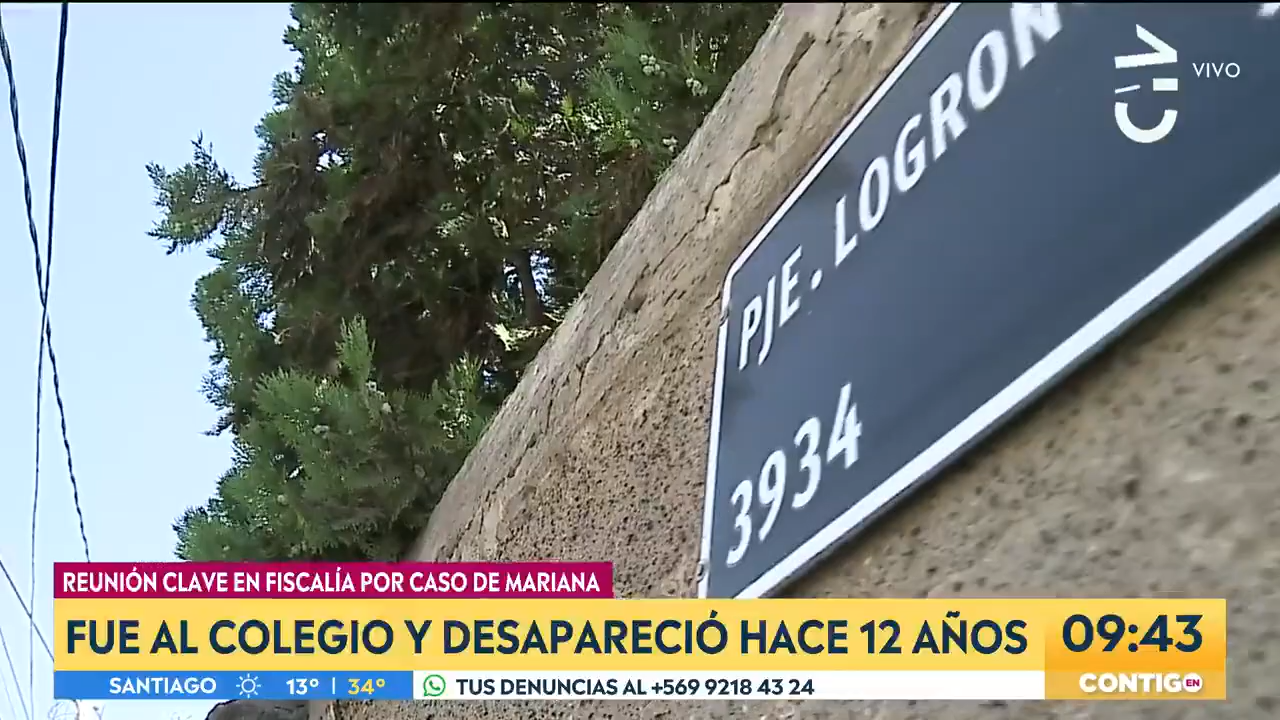 CHV
VIVO
PJE. LOGRON
3934
REUNIÓN CLAVE EN FISCALÍA POR CASO DE MARIANA
FUE AL COLEGIO Y DESAPARECIÓ HACE 12 AÑOS
09:43
SANTIAGO 13° | 34° TUS DENUNCIAS AL +569 9218 43 24
CONTIGO EN